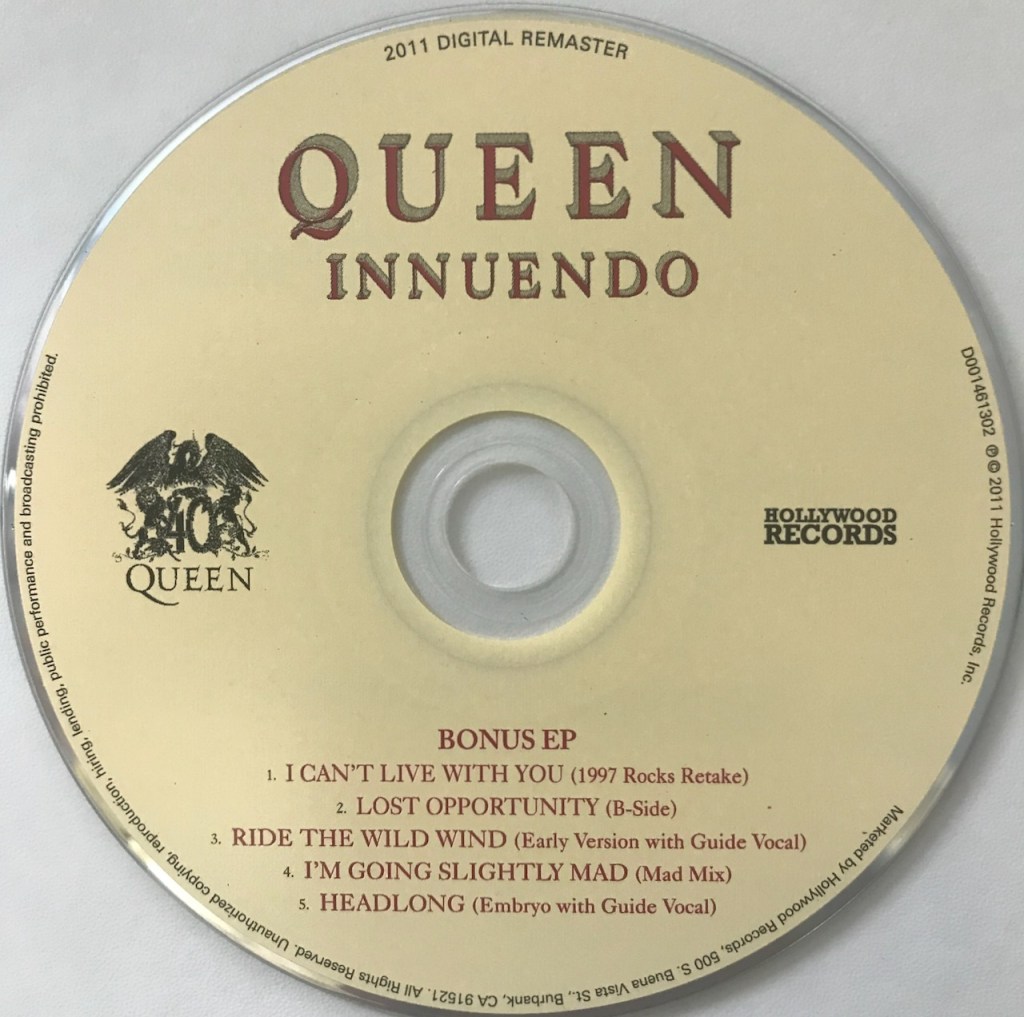 2011 DIGITAL REMASTER
QUEEN
INNUENDO
40
QUEEN
HOLLYWOOD
RECORDS
D001461302 ℗ © 2011 Hollywood Records, Inc.
BONUS EP
1. I CAN'T LIVE WITH YOU (1997 Rocks Retake)
2. LOST OPPORTUNITY (B-Side)
3. RIDE THE WILD WIND (Early Version with Guide Vocal)
4. I'M GOING SLIGHTLY MAD (Mad Mix)
5. HEADLONG (Embryo with Guide Vocal)
Marketed by Hollywood Records, 500 S. Buena Vista St., Burbank, CA 91521. All Rights Reserved. Unauthorized copying, reproduction, hiring, lending, public performance and broadcasting prohibited.